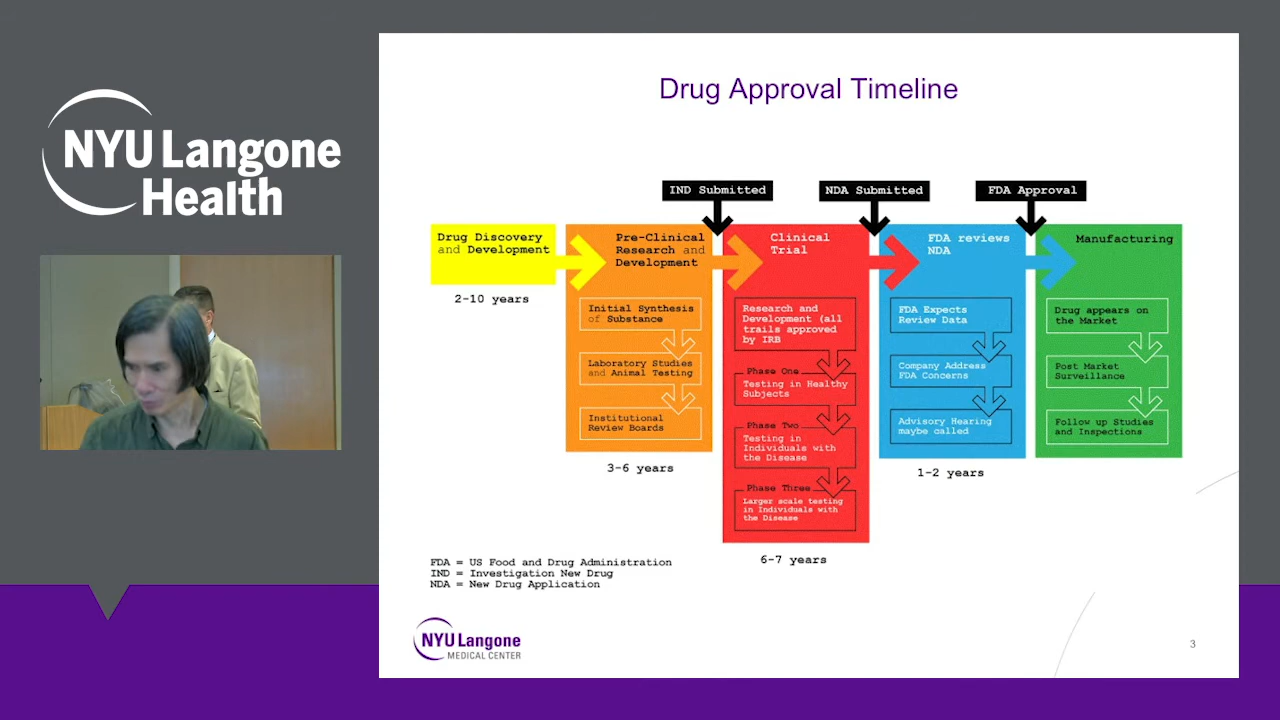 NYU Langone
Health
Drug Approval Timeline
IND Submitted
NDA Submitted
FDA Approval
Drug Discovery
and Development
2-10 years
Pre-Clinical
Research and
Development
Initial Synthesis
of Substance
Laboratory Studies
and Animal Testing
Institutional
Review Boards
3-6 years
Clinical
Trial
Research and
Development (all
trails approved
by IRB
Phase One
Testing in Healthy
Subjects
Phase Two
Testing in
Individuals with
the Disease
Phase Three
Larger scale testing
in Individuals with
the Disease
6-7 years
FDA reviews
NDA
FDA Expects
Review Data
Company Address
FDA Concerns
Advisory Hearing
maybe called
1-2 years
Manufacturing
Drug appears on
the Market
Post Market
Surveillance
Follow up Studies
and Inspections
FDA = US Food and Drug Administration
IND = Investigation New Drug
NDA = New Drug Application
NYU Langone
MEDICAL CENTER
3